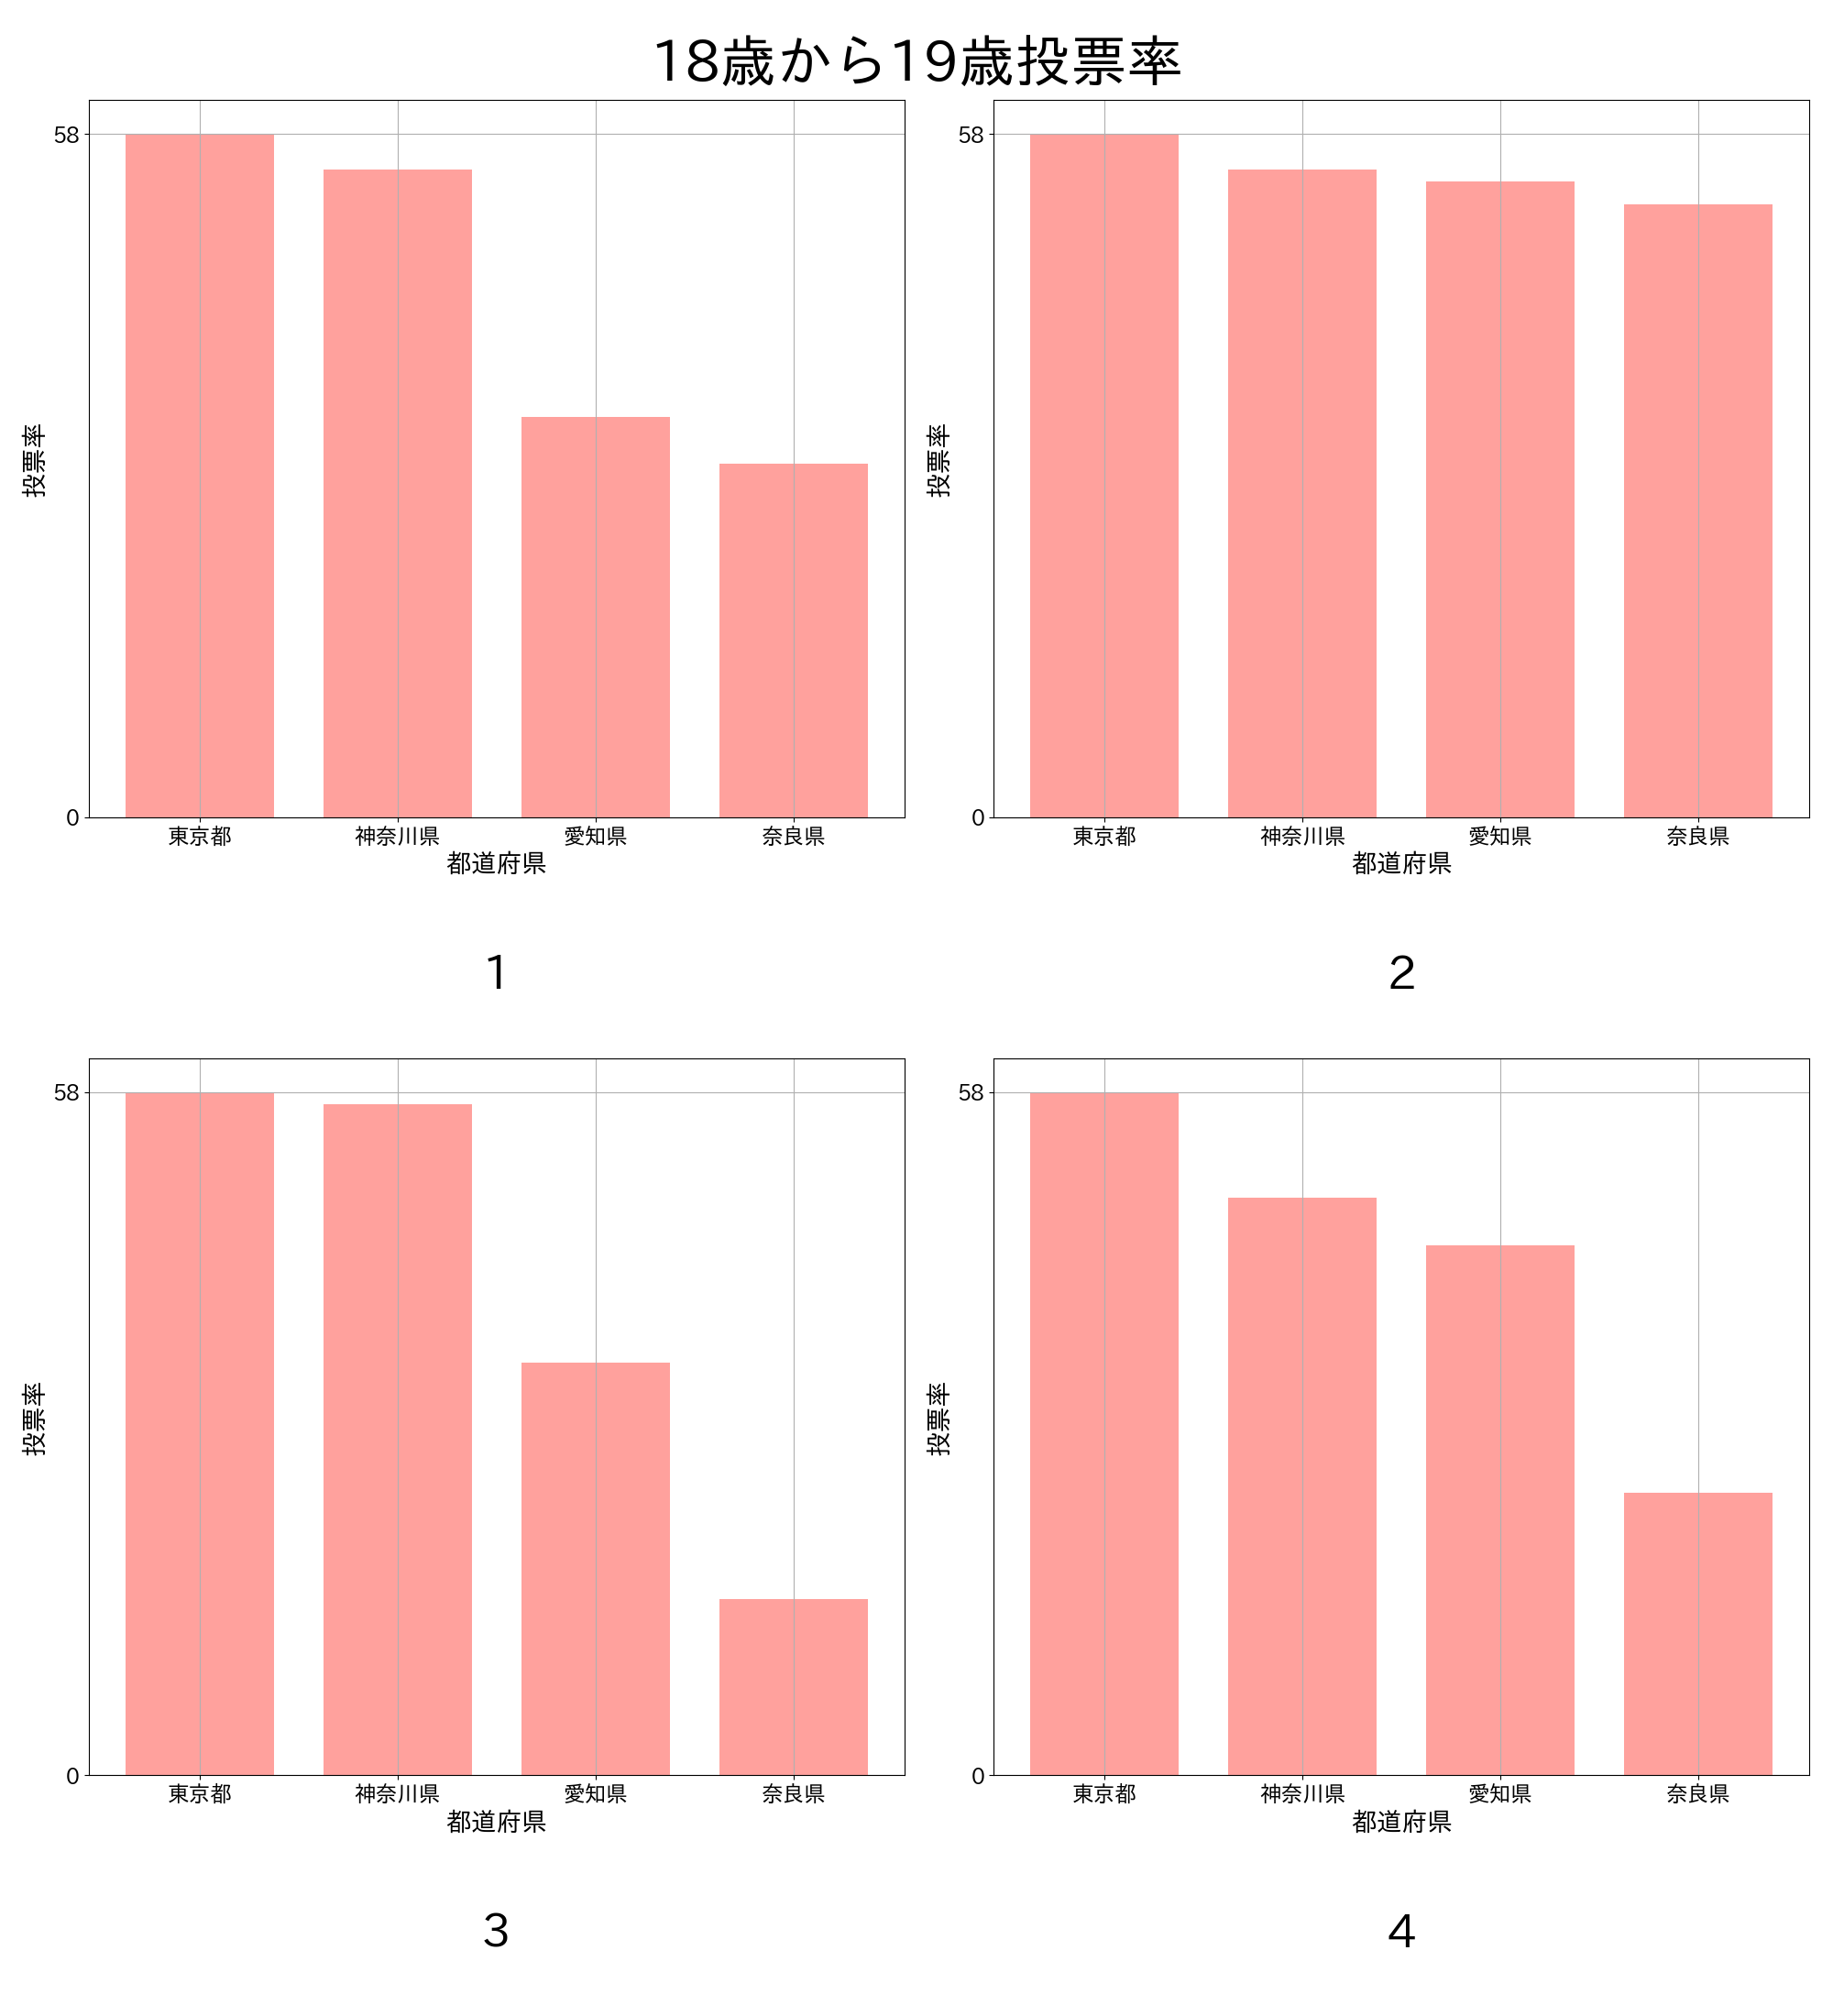 18歳から19歳投票率
58
0
投票率
東京都 神奈川県 愛知県 奈良県
都道府県
1
58
0
投票率
東京都 神奈川県 愛知県 奈良県
都道府県
2
58
0
投票率
東京都 神奈川県 愛知県 奈良県
都道府県
3
58
0
投票率
東京都 神奈川県 愛知県 奈良県
都道府県
4